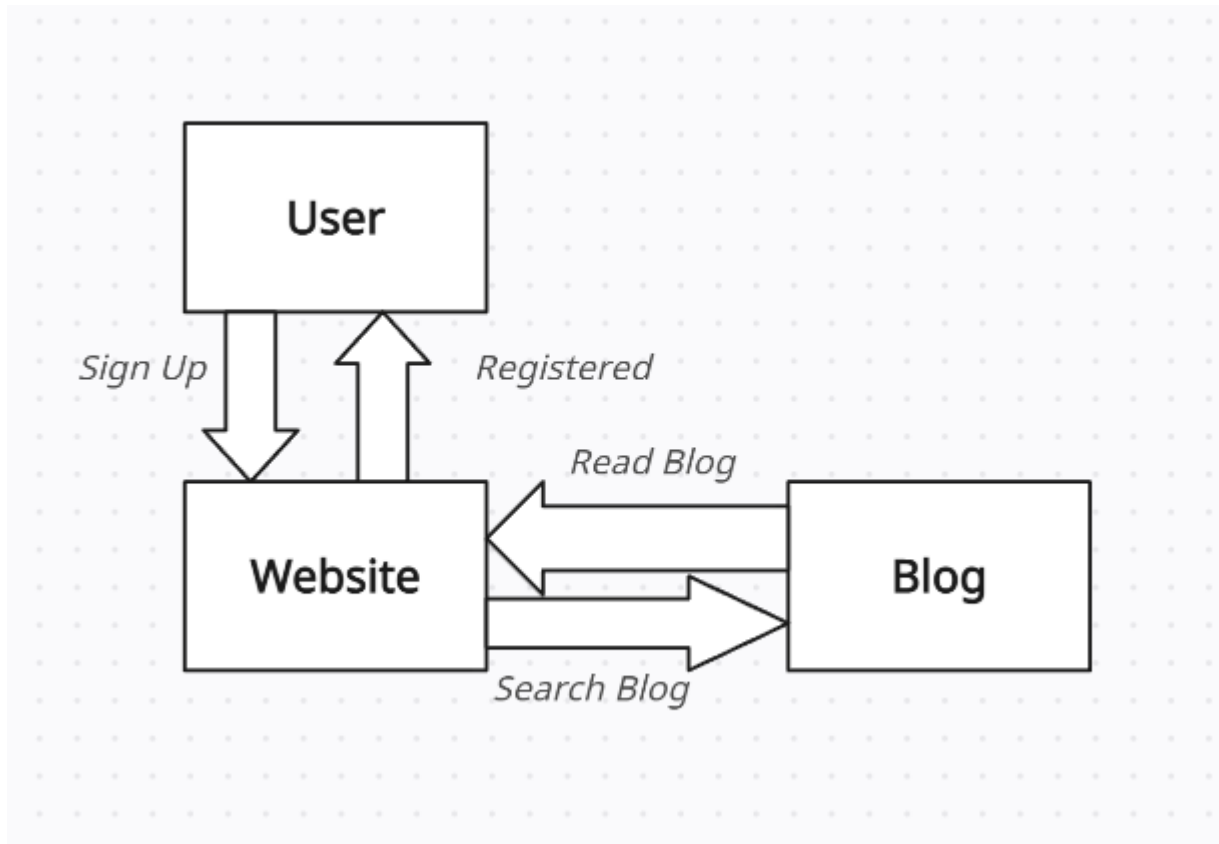 User
Sign Up
Registered
Read Blog
Website
Blog
Search Blog